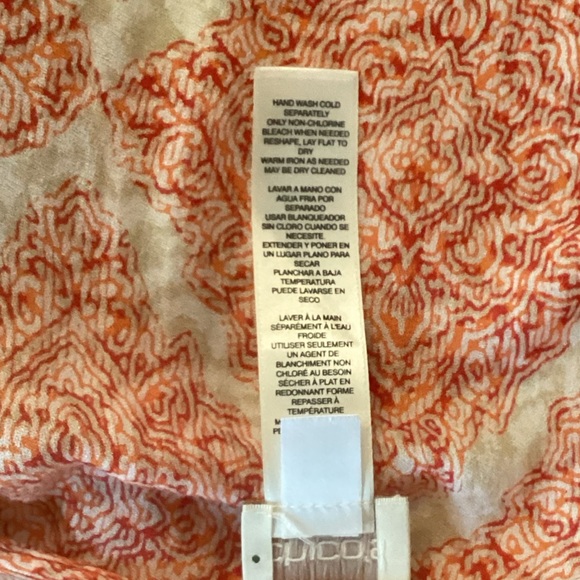 HAND WASH COLD
SEPARATELY
ONLY NON-CHLORINE
BLEACH WHEN NEEDED
RESHAPE, LAY FLAT TO
DRY
WARM IRON AS NEEDED
MAY BE DRY CLEANED
LAVAR A MANO CON
AGUA FRIA POR
SEPARADO
USAR BLANQUEADOR
SIN CLORO CUANDO SE
NECESITE.
EXTENDER Y PONER EN
UN LUGAR PLANO PARA
SECAR
PLANCHAR A BAJA
TEMPERATURA
PUEDE LAVARSE EN
SECO
LAVER À LA MAIN
SÉPARÉMENT À L'EAU
FROIDE
UTILISER SEULEMENT
UN AGENT DE
BLANCHIMENT NON
CHLORÉ AU BESOIN
SÉCHER À PLAT EN
REDONNANT FORME
REPASSER À
TEMPÉRATURE